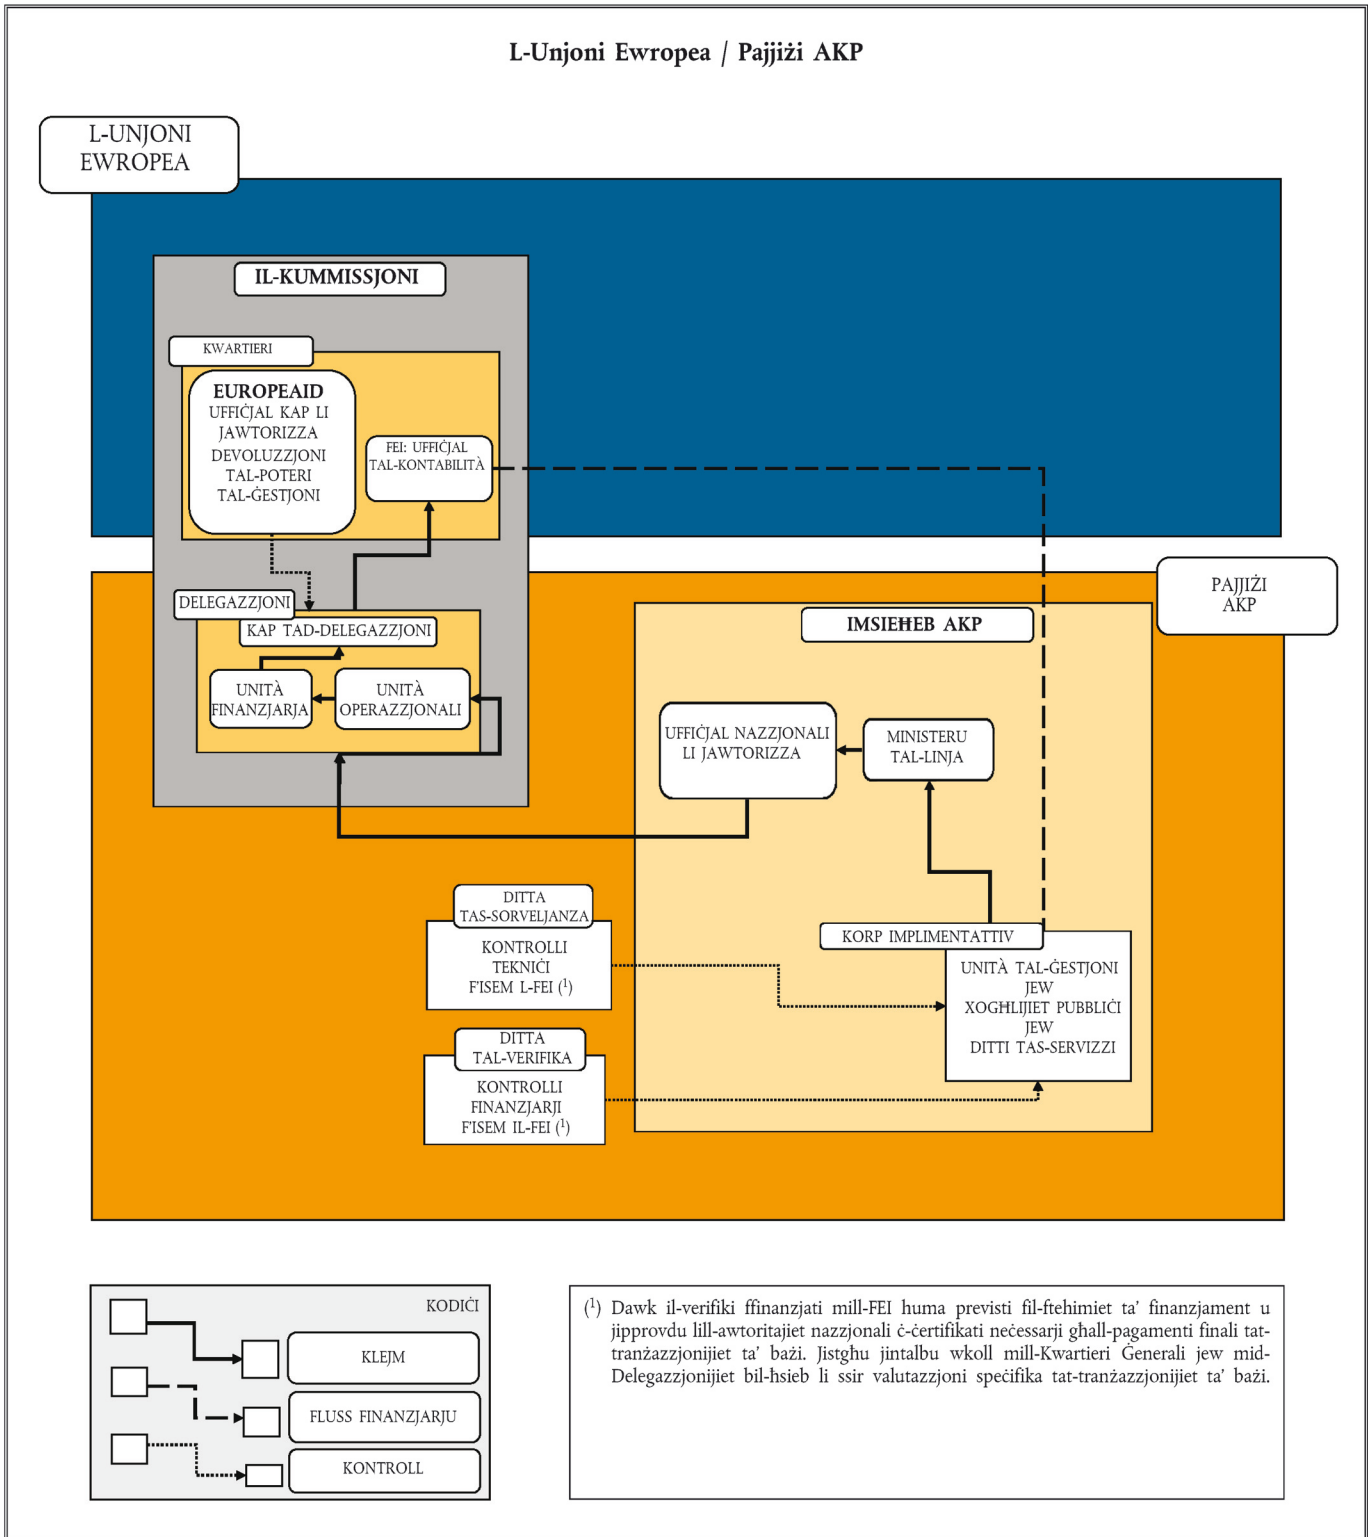 L-Unjoni Ewropea / Pajjiżi AKP
L-UNJONI
EWROPEA
IL-KUMMISSJONI
KWARTIERI
EUROPEAID
UFFIĊJAL KAP LI
JAWTORIZZA
DEVOLUZZJONI
TAL-POTERI
TAL-ĠESTJONI
FEI: UFFIĊJAL
TAL-KONTABILITÀ
PAJJIŻI
AKP
DELEGAZZJONI
KAP TAD-DELEGAZZJONI
UNITÀ
FINANZJARJA
UNITÀ
OPERAZZJONALI
IMSIEĦEB AKP
UFFIĊJAL NAZZJONALI
LI JAWTORIZZA
MINISTERU
TAL-LINJA
DITTA
TAS-SORVELJANZA
KONTROLLI
TEKNIĊI
F'ISEM L-FEI (¹)
KORP IMPLIMENTATTIV
UNITÀ TAL-ĠESTJONI
JEW
XOGĦLIJIET PUBBLIĊI
JEW
DITTI TAS-SERVIZZI
DITTA
TAL-VERIFIKA
KONTROLLI
FINANZJARJI
F'ISEM IL-FEI (¹)
KODIĊI
KLEJM
FLUSS FINANZJARJU
KONTROLL
(¹) Dawk il-verifiki ffinanzjati mill-FEI huma previsti fil-ftehimiet ta' finanzjament u
jipprovdu lill-awtoritajiet nazzjonali ċ-ċertifikati neċessarji għall-pagamenti finali tat-
tranżazzjonijiet ta' bażi. Jistgħu jintalbu wkoll mill-Kwartieri Ġenerali jew mid-
Delegazzjonijiet bil-ħsieb li ssir valutazzjoni speċifika tat-tranżazzjonijiet ta' bażi.